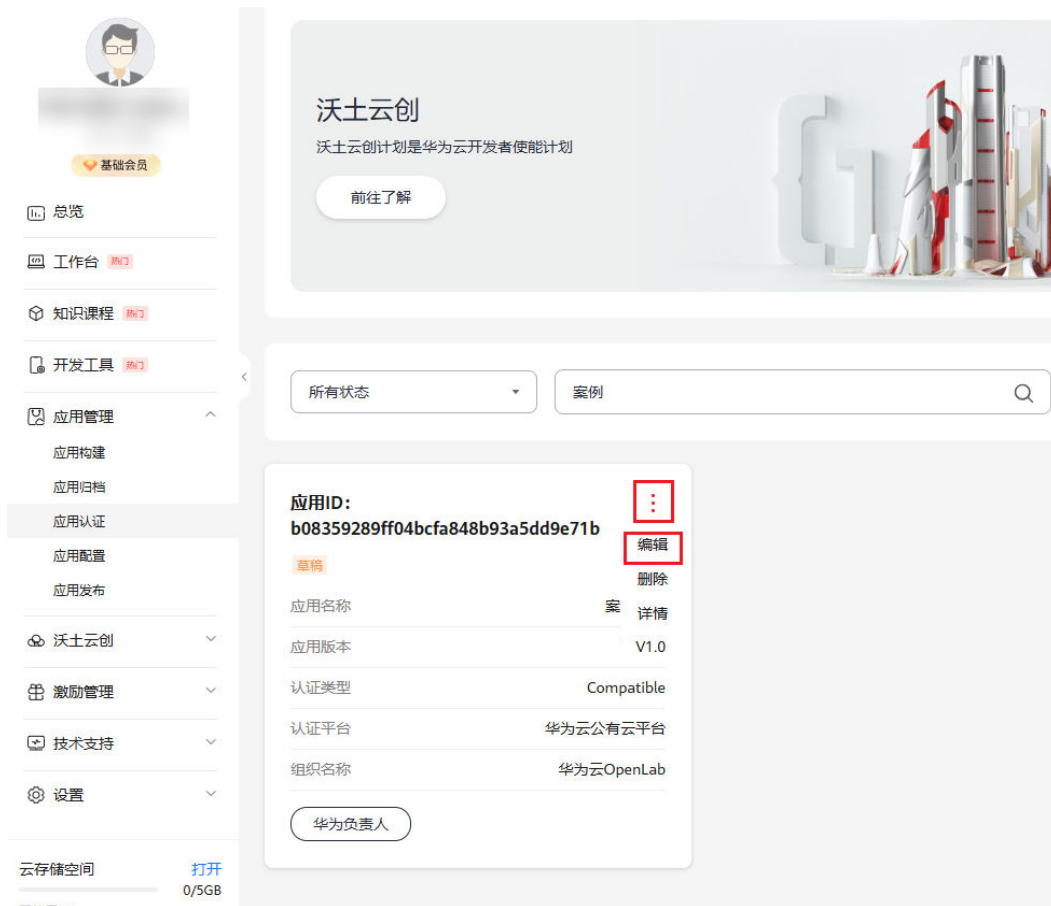 基础会员
总览
工作台 热门
知识课程 热门
开发工具 热门
应用管理
应用构建
应用归档
应用认证
应用配置
应用发布
沃土云创
激励管理
技术支持
设置
云存储空间 打开
0/5GB
沃土云创
沃土云创计划是华为云开发者使能计划
前往了解
所有状态
案例
应用ID：
b08359289ff04bcfa848b93a5dd9e71b
草稿
编辑
删除
详情
应用名称 案
应用版本 V1.0
认证类型 Compatible
认证平台 华为云公有云平台
组织名称 华为云OpenLab
华为负责人